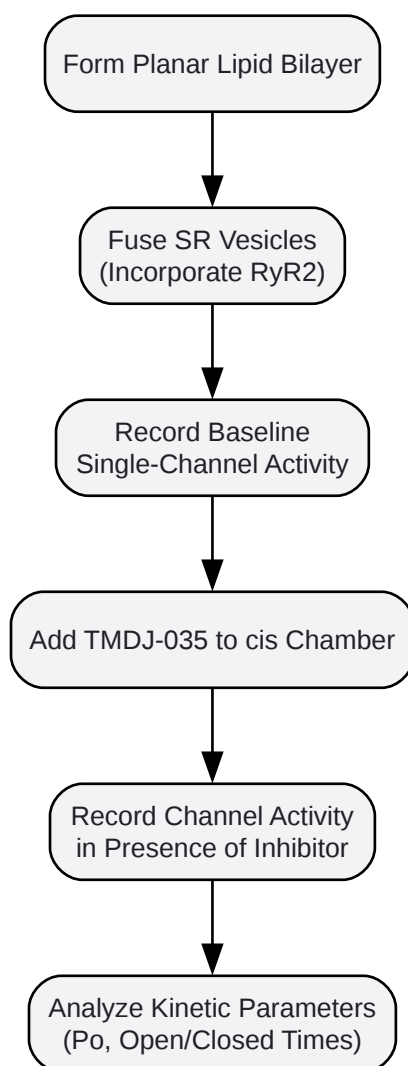 Form Planar Lipid Bilayer
Fuse SR Vesicles
(Incorporate RyR2)
Record Baseline
Single-Channel Activity
Add TMDJ-035 to cis Chamber
Record Channel Activity
in Presence of Inhibitor
Analyze Kinetic Parameters
(Po, Open/Closed Times)